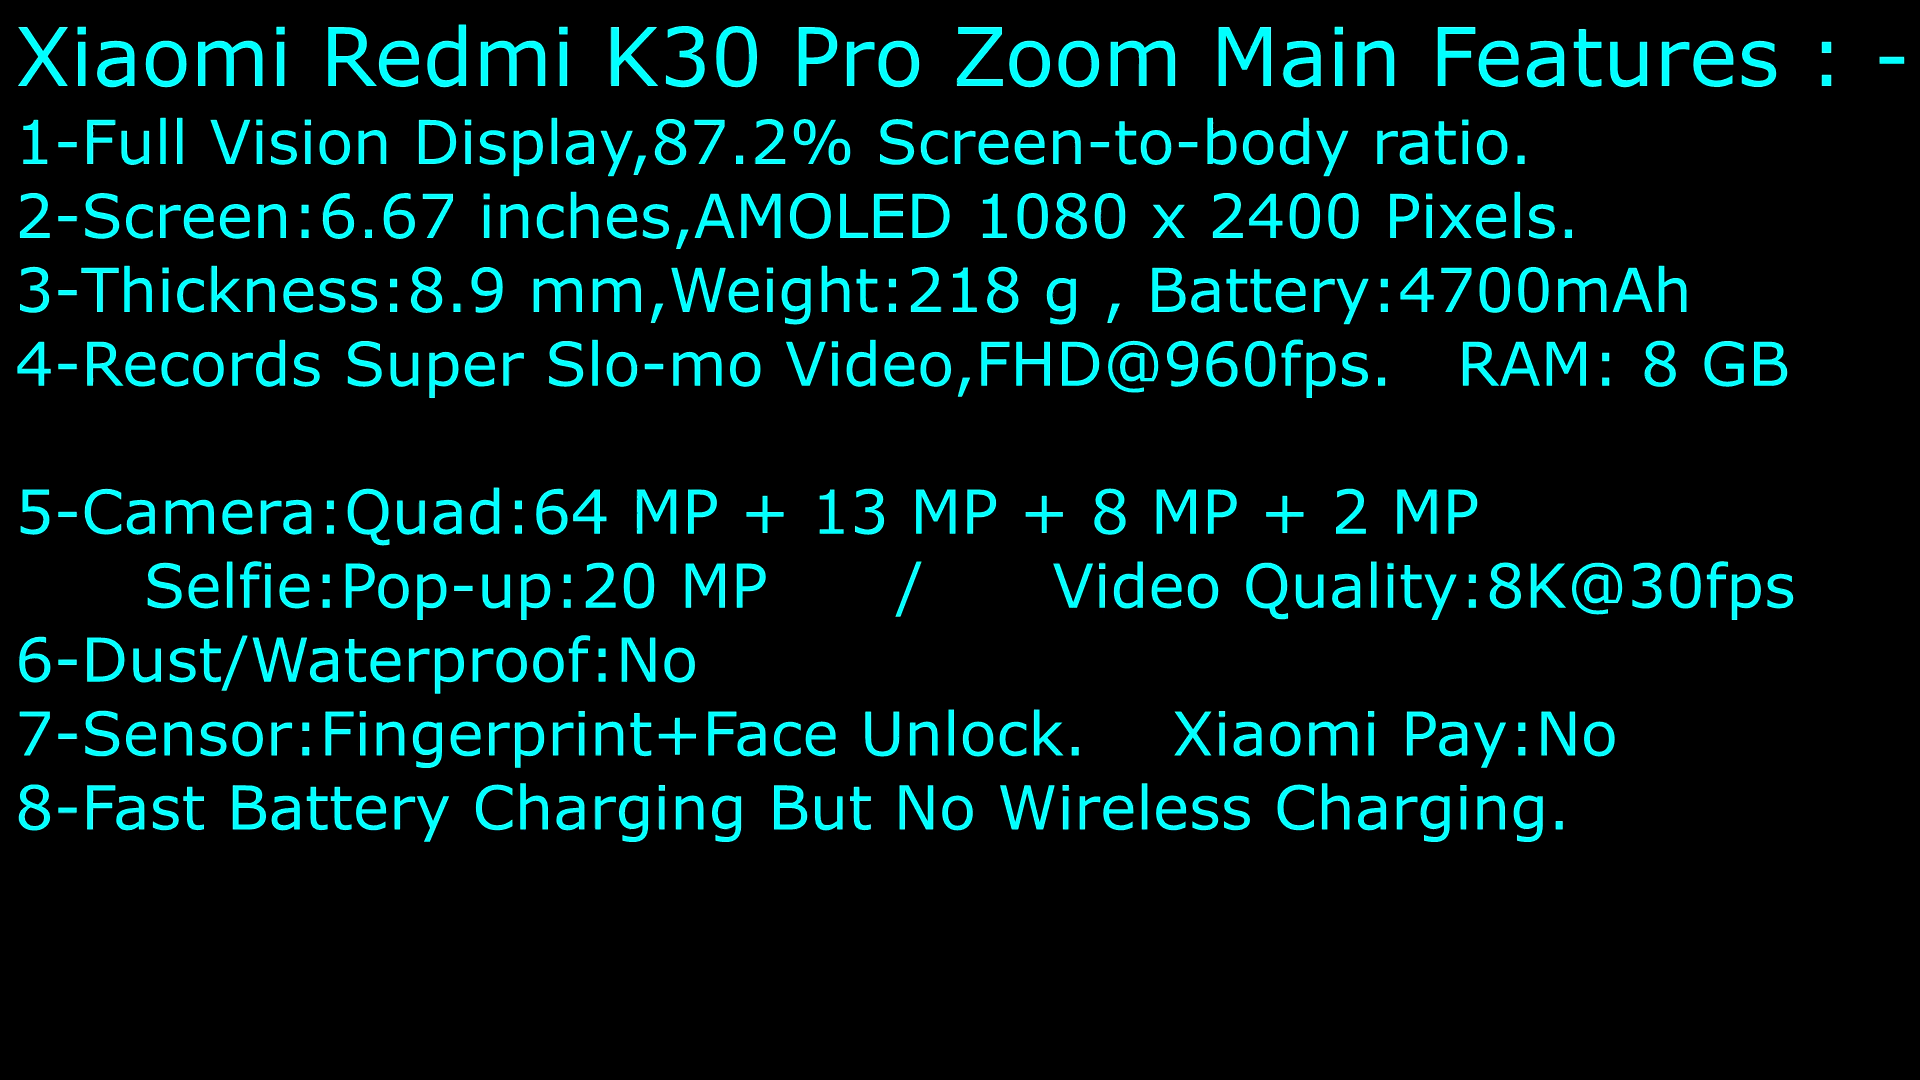 Xiaomi Redmi K30 Pro Zoom Main Features : -
1-Full Vision Display,87.2% Screen-to-body ratio.
2-Screen:6.67 inches,AMOLED 1080 x 2400 Pixels.
3-Thickness:8.9 mm,Weight:218 g , Battery:4700mAh
4-Records Super Slo-mo Video,FHD@960fps. RAM: 8 GB
5-Camera:Quad:64 MP + 13 MP + 8 MP + 2 MP
Selfie:Pop-up:20 MP / Video Quality:8K@30fps
6-Dust/Waterproof:No
7-Sensor:Fingerprint+Face Unlock. Xiaomi Pay:No
8-Fast Battery Charging But No Wireless Charging.